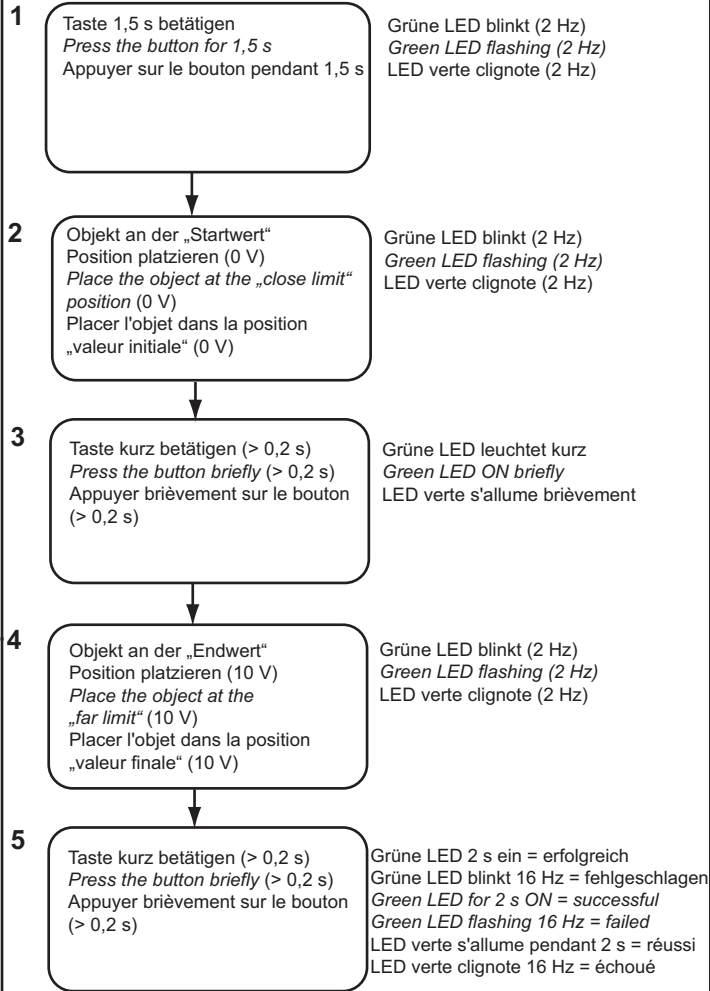 1
Taste 1,5 s betätigen
Press the button for 1,5 s
Appuyer sur le bouton pendant 1,5 s
Grüne LED blinkt (2 Hz)
Green LED flashing (2 Hz)
LED verte clignote (2 Hz)
2
Objekt an der „Startwert“
Position platzieren (0 V)
Place the object at the „close limit“
position (0 V)
Placer l'objet dans la position
„valeur initiale“ (0 V)
Grüne LED blinkt (2 Hz)
Green LED flashing (2 Hz)
LED verte clignote (2 Hz)
3
Taste kurz betätigen (> 0,2 s)
Press the button briefly (> 0,2 s)
Appuyer brièvement sur le bouton
(> 0,2 s)
Grüne LED leuchtet kurz
Green LED ON briefly
LED verte s'allume brièvement
4
Objekt an der „Endwert“
Position platzieren (10 V)
Place the object at the
„far limit“ (10 V)
Placer l'objet dans la position
„valeur finale“ (10 V)
Grüne LED blinkt (2 Hz)
Green LED flashing (2 Hz)
LED verte clignote (2 Hz)
5
Taste kurz betätigen (> 0,2 s)
Press the button briefly (> 0,2 s)
Appuyer brièvement sur le bouton
(> 0,2 s)
Grüne LED 2 s ein = erfolgreich
Grüne LED blinkt 16 Hz = fehlgeschlagen
Green LED for 2 s ON = successful
Green LED flashing 16 Hz = failed
LED verte s'allume pendant 2 s = réussi
LED verte clignote 16 Hz = échoué